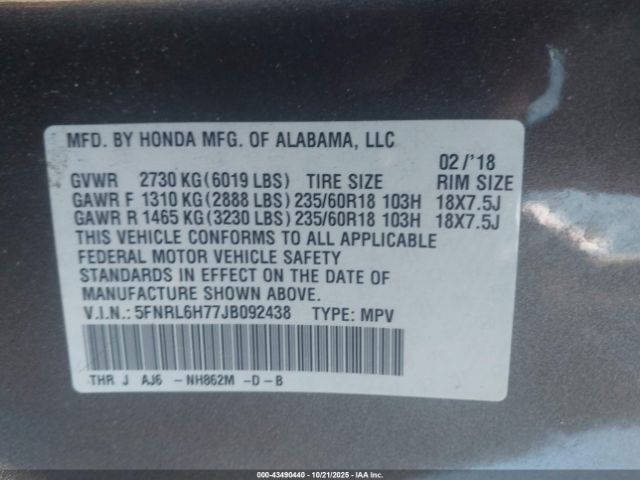 MFD. BY HONDA MFG. OF ALABAMA, LLC
02/'18
GVWR 2730 KG(6019 LBS) TIRE SIZE RIM SIZE
GAWR F 1310 KG(2888 LBS) 235/60R18 103H 18X7.5J
GAWR R 1465 KG(3230 LBS) 235/60R18 103H 18X7.5J
THIS VEHICLE CONFORMS TO ALL APPLICABLE
FEDERAL MOTOR VEHICLE SAFETY
STANDARDS IN EFFECT ON THE DATE OF
MANUFACTURE SHOWN ABOVE.
V.I.N.: 5FNRL6H77JB092438 TYPE: MPV
THR J AJ6 -NH862M -D-B
000-43490440 - 10/21/2025 - IAA Inc.